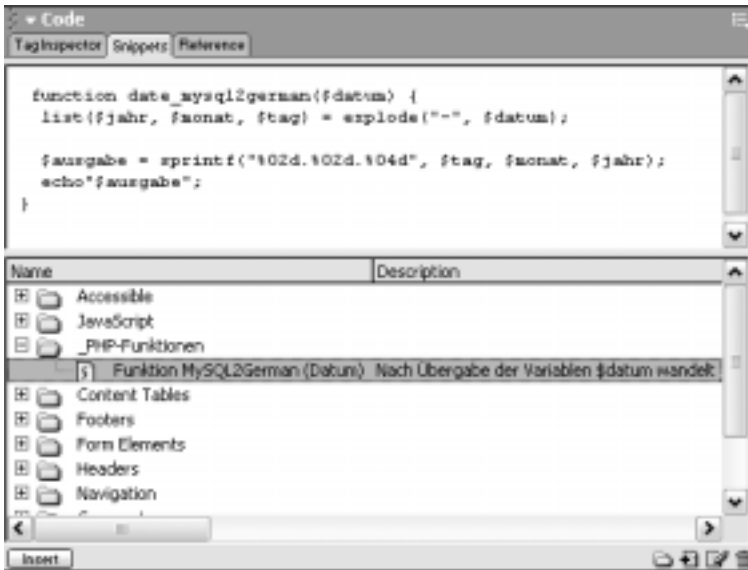 Code
TagInspector Snippets Reference
function date_mysql2german($datum) {
list($jahr, $monat, $tag) = explode("-", $datum);
$ausgabe = sprintf("%02d.%02d.%04d", $tag, $monat, $jahr);
echo"$ausgabe";
}
Name Description
Accessible
JavaScript
_PHP-Funktionen
Funktion MySQL2German (Datum) Nach Übergabe der Variablen $datum wandelt
Content Tables
Footers
Form Elements
Headers
Navigation
Insert